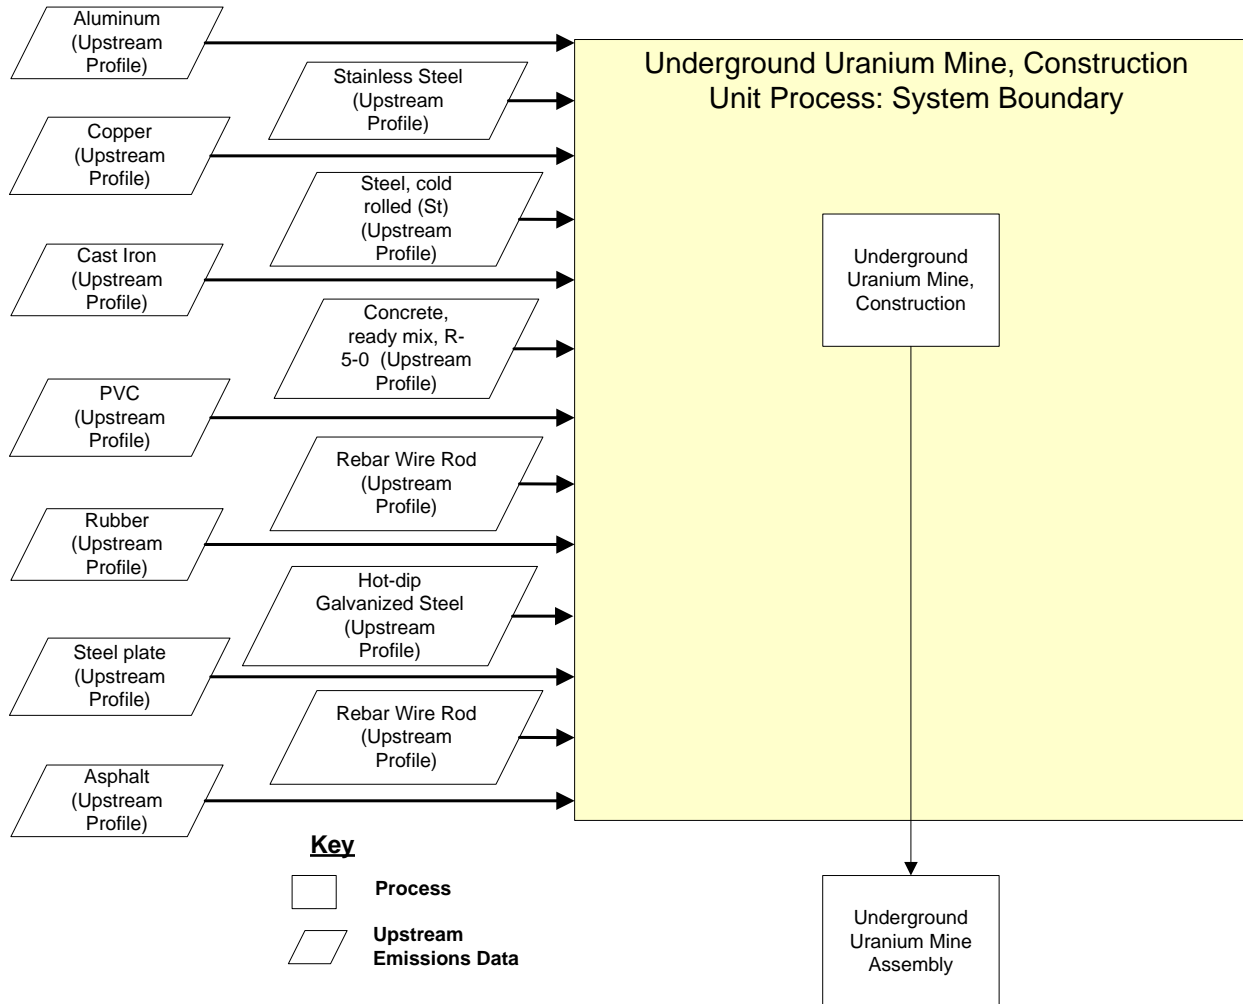 Aluminum
(Upstream
Profile)
Stainless Steel
(Upstream
Profile)
Copper
(Upstream
Profile)
Steel, cold
rolled (St)
(Upstream
Profile)
Cast Iron
(Upstream
Profile)
Concrete,
ready mix, R-
5-0 (Upstream
Profile)
PVC
(Upstream
Profile)
Rebar Wire Rod
(Upstream
Profile)
Rubber
(Upstream
Profile)
Hot-dip
Galvanized Steel
(Upstream
Profile)
Steel plate
(Upstream
Profile)
Rebar Wire Rod
(Upstream
Profile)
Asphalt
(Upstream
Profile)
Underground Uranium Mine, Construction
Unit Process: System Boundary
Underground
Uranium Mine,
Construction
Underground
Uranium Mine
Assembly
Key
Process
Upstream
Emissions Data